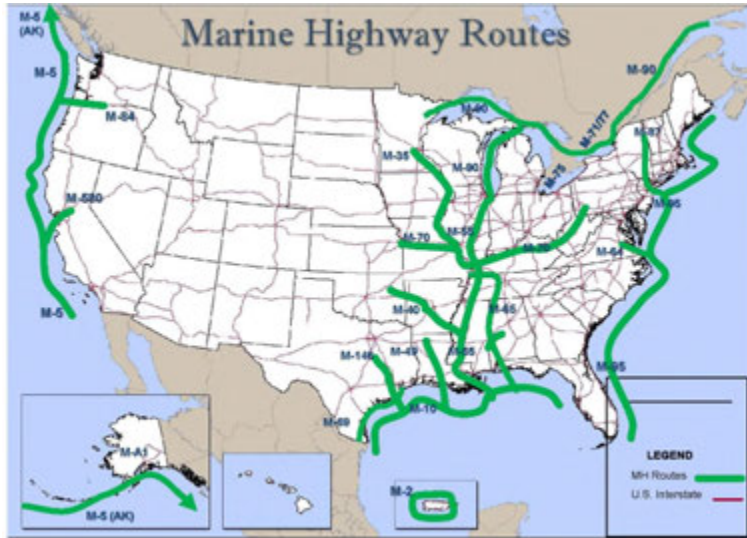 Marine Highway Routes
M-5
(AK)
M-5
M-84
M-580
M-5
M-90
M-90
M-71/77
M-87
M-35
M-90
M-75
M-95
M-55
M-70
M-70
M-64
M-40
M-65
M-146
M-49
M-55
M-95
M-69
M-10
M-A1
M-5 (AK)
M-2
LEGEND
MH Routes
U.S. Interstate